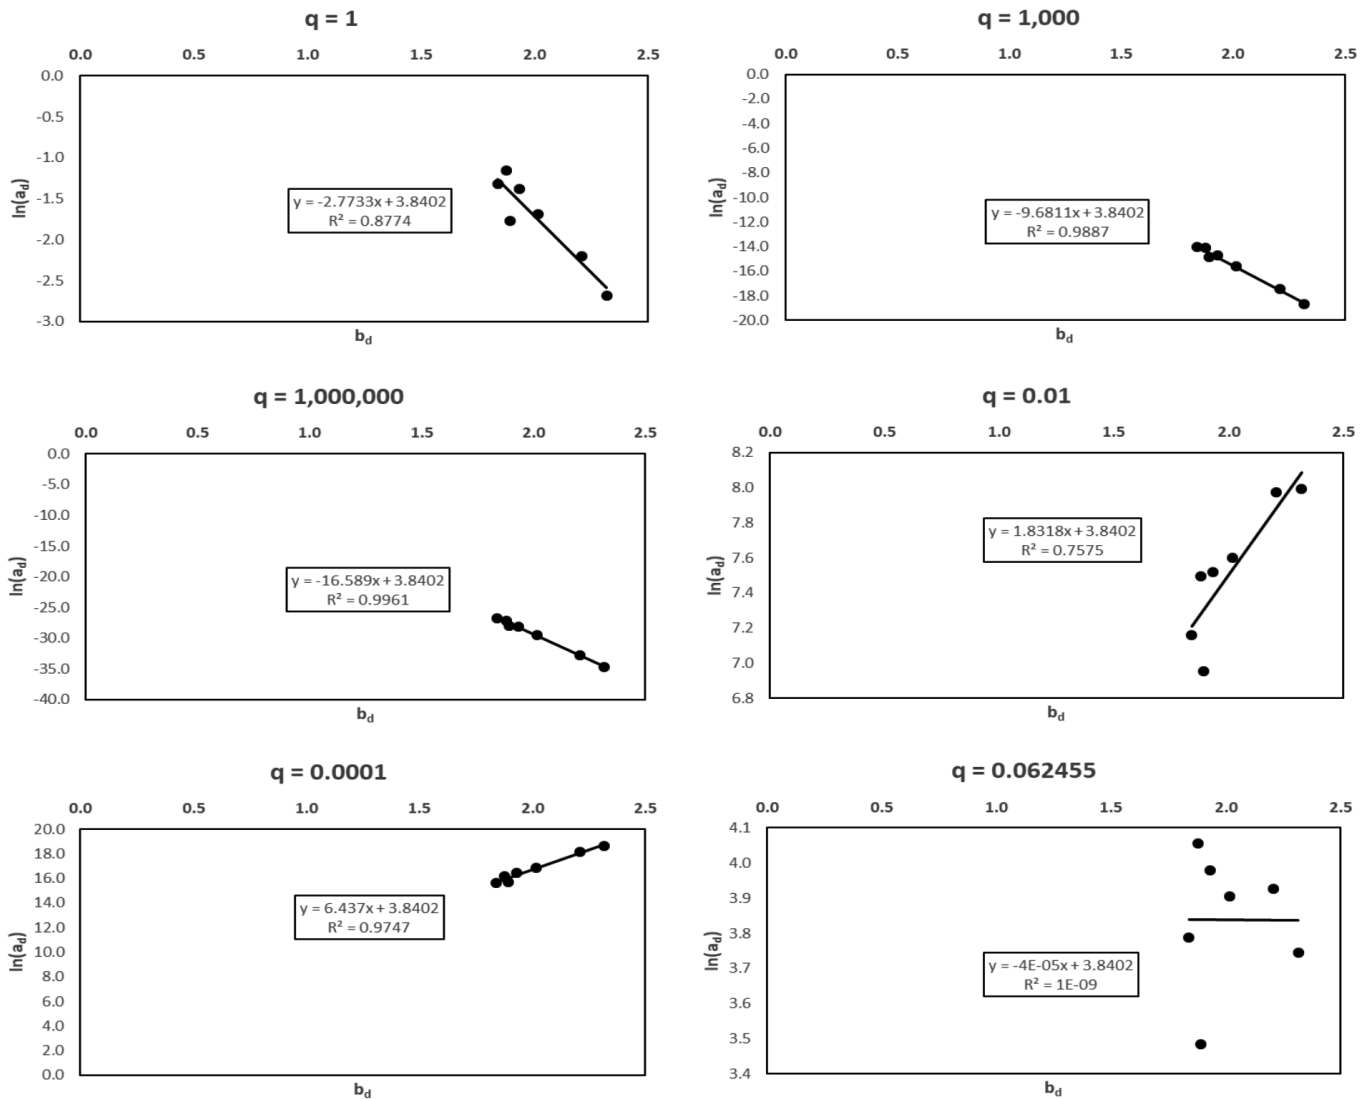 q = 1
0.0 0.5 1.0 1.5 2.0 2.5
0.0
-0.5
-1.0
-1.5
-2.0
-2.5
-3.0
ln(a_d)
y = -2.7733x + 3.8402
R² = 0.8774
b_d
q = 1,000
0.0 0.5 1.0 1.5 2.0 2.5
0.0
-2.0
-4.0
-6.0
-8.0
-10.0
-12.0
-14.0
-16.0
-18.0
-20.0
ln(a_d)
y = -9.6811x + 3.8402
R² = 0.9887
b_d
q = 1,000,000
0.0 0.5 1.0 1.5 2.0 2.5
0.0
-5.0
-10.0
-15.0
-20.0
-25.0
-30.0
-35.0
-40.0
ln(a_d)
y = -16.589x + 3.8402
R² = 0.9961
b_d
q = 0.01
0.0 0.5 1.0 1.5 2.0 2.5
8.2
8.0
7.8
7.6
7.4
7.2
7.0
6.8
ln(a_d)
y = 1.8318x + 3.8402
R² = 0.7575
b_d
q = 0.0001
0.0 0.5 1.0 1.5 2.0 2.5
20.0
18.0
16.0
14.0
12.0
10.0
8.0
6.0
4.0
2.0
0.0
ln(a_d)
y = 6.437x + 3.8402
R² = 0.9747
b_d
q = 0.062455
0.0 0.5 1.0 1.5 2.0 2.5
4.1
4.0
3.9
3.8
3.7
3.6
3.5
3.4
ln(a_d)
y = -4E-05x + 3.8402
R² = 1E-09
b_d